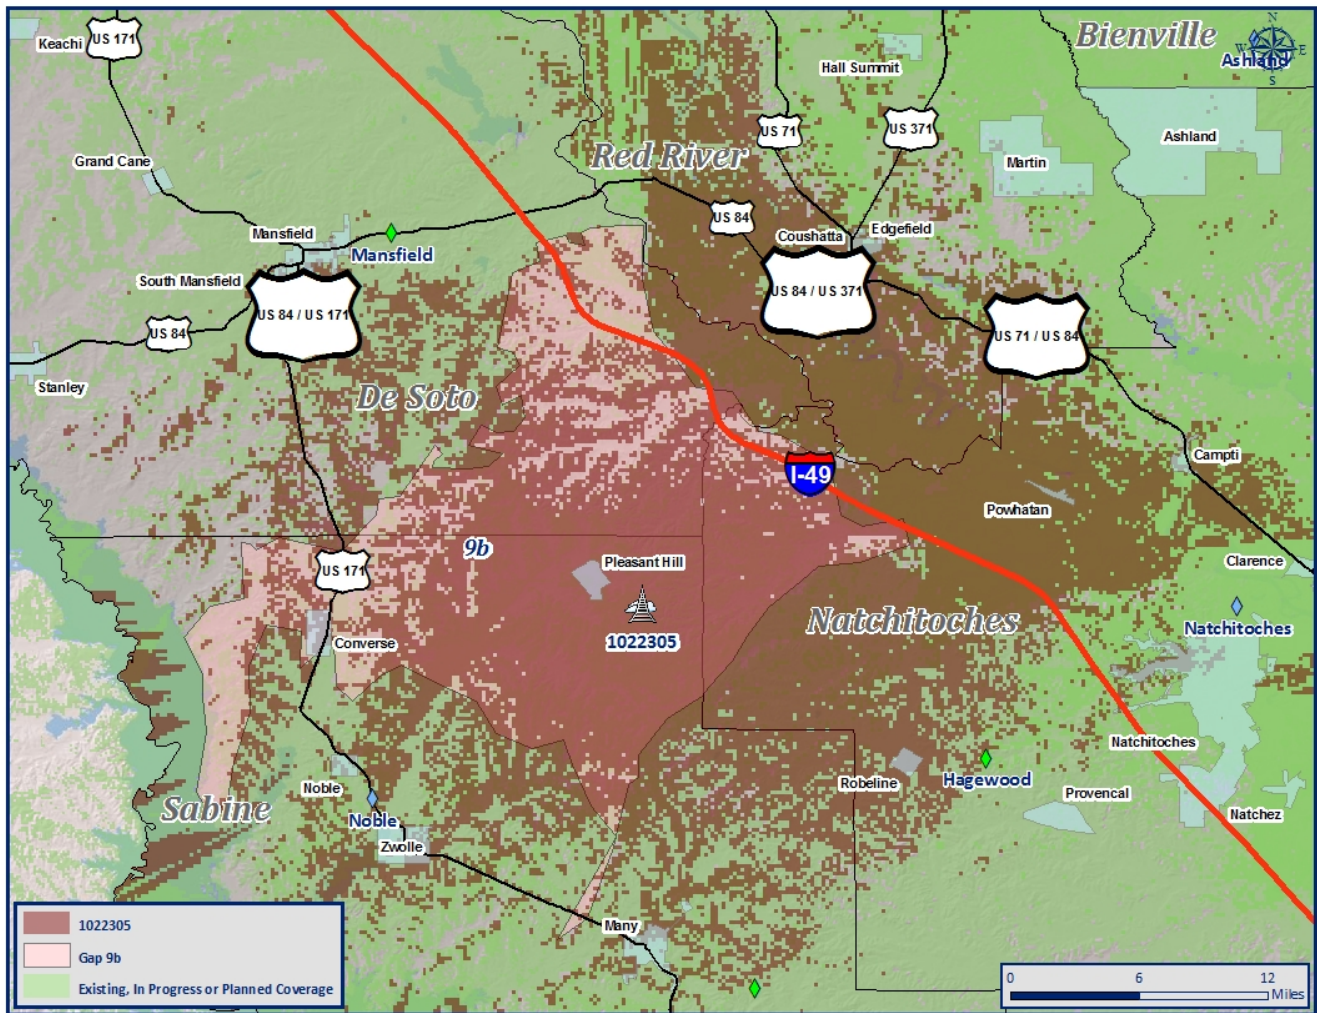 Keachi
US 171
Bienville
N
W
E
S
Ashland
Hall Summit
US 71
US 371
Ashland
Grand Cane
Red River
Martin
US 84
Mansfield
Mansfield
Coushatta
Edgefield
South Mansfield
US 84 / US 171
US 84 / US 371
US 84
US 71 / US 84
Stanley
De Soto
Campti
I-49
Powhatan
9b
Pleasant Hill
US 171
Clarence
Natchitoches
Natchitoches
1022305
Converse
Natchitoches
Noble
Robeline
Hagewood
Provencal
Sabine
Noble
Natchez
Zwolle
Many
1022305
Gap 9b
Existing, In Progress or Planned Coverage
0 6 12
Miles